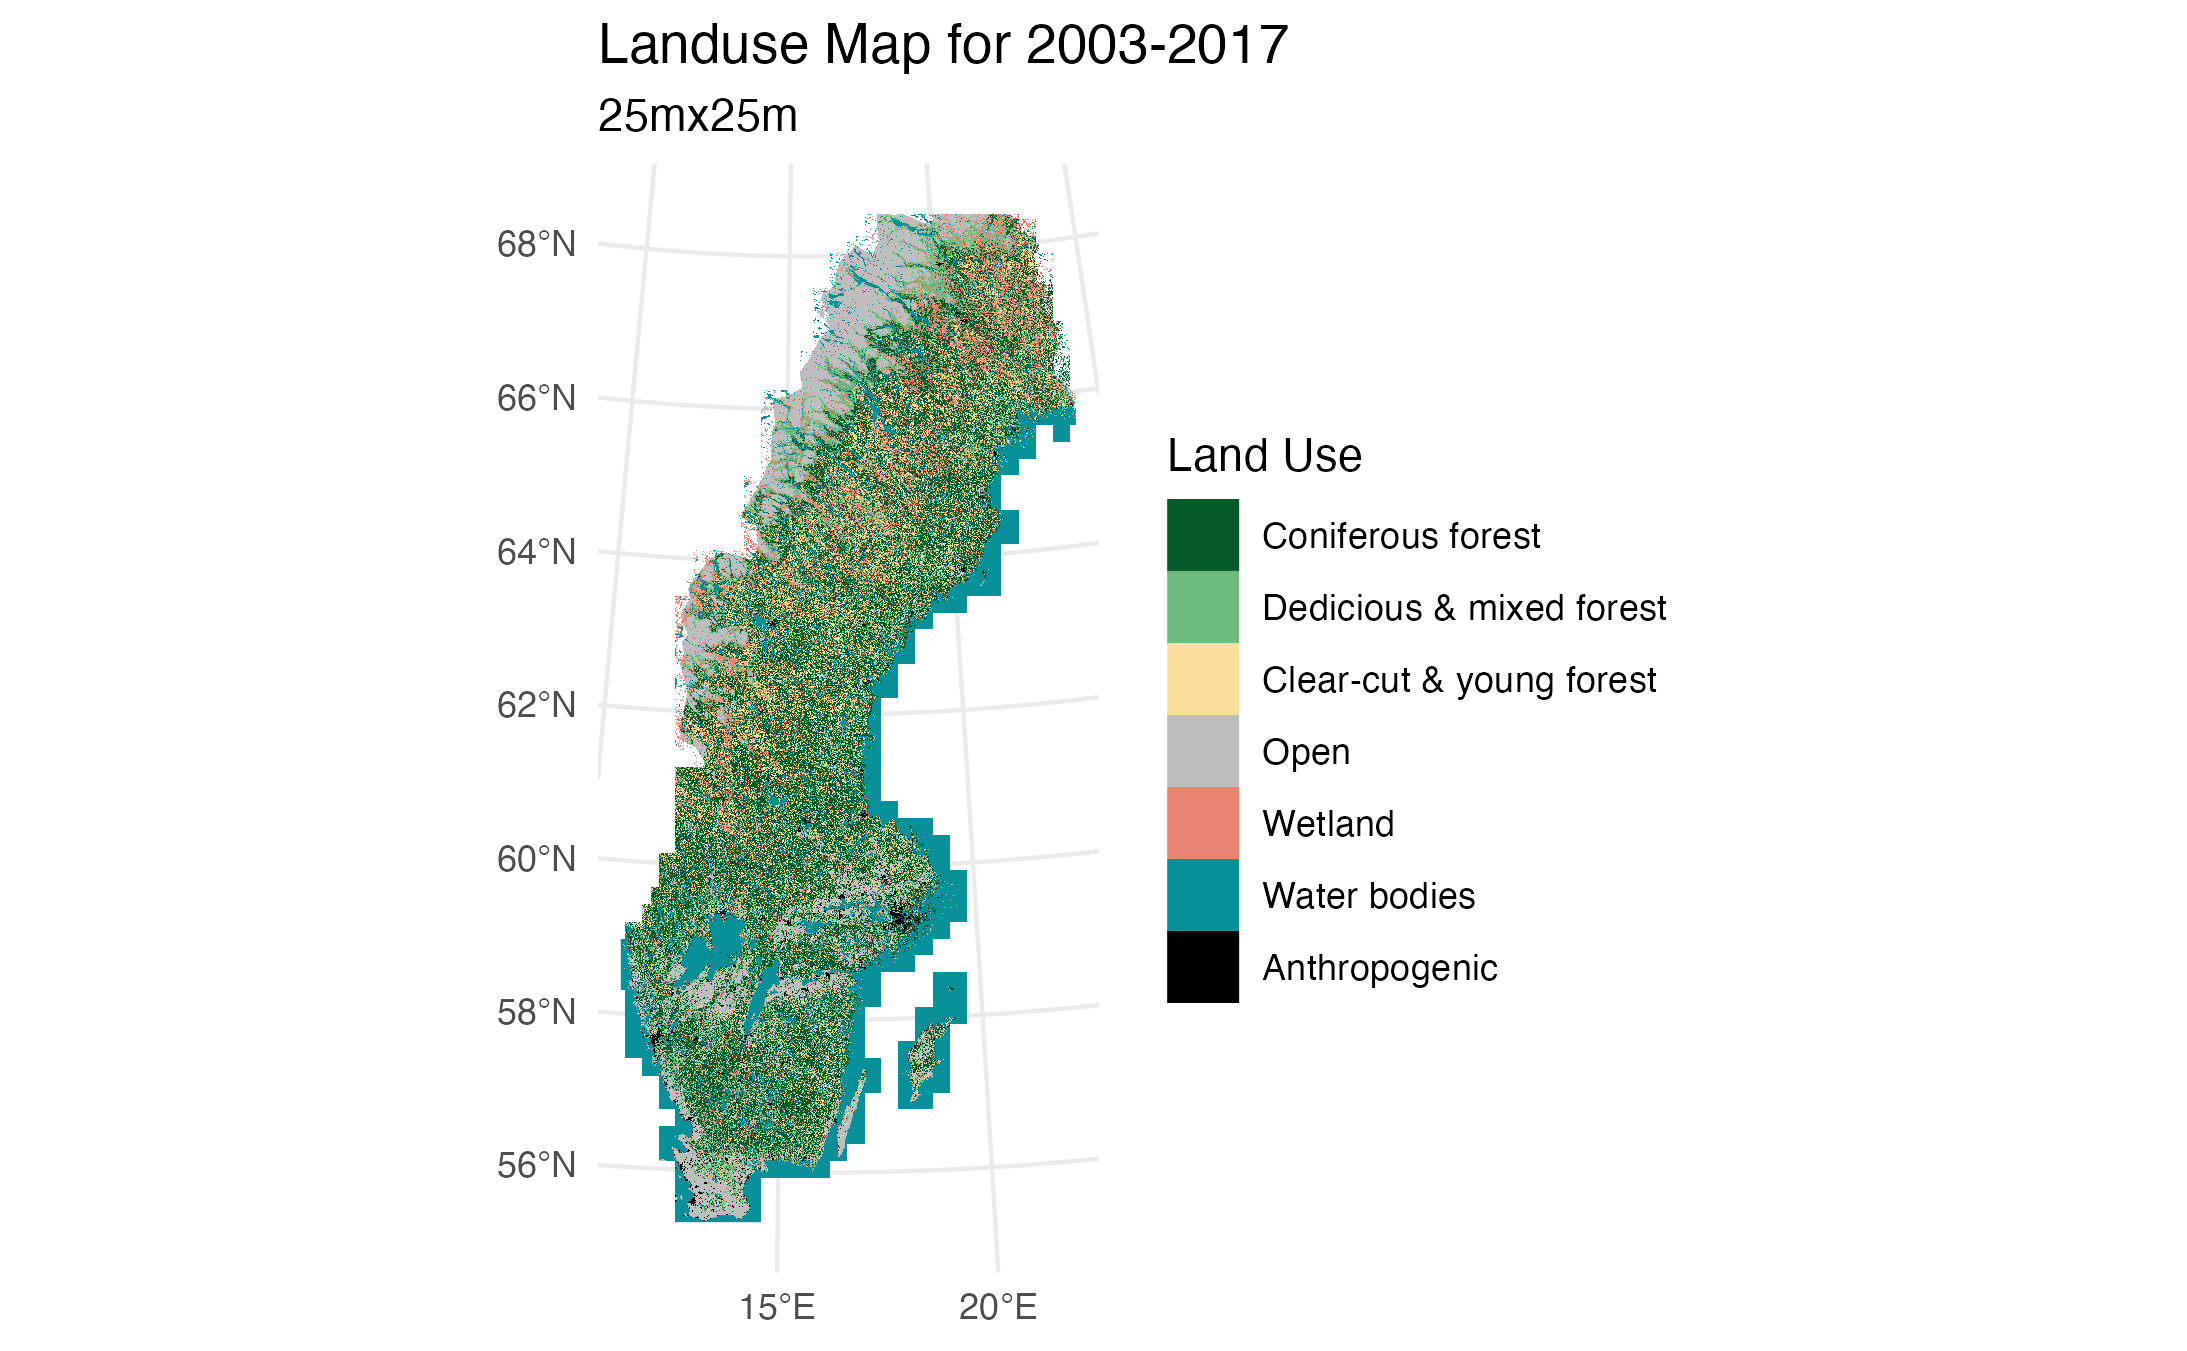 Landuse Map for 2003-2017
25mx25m
68°N
66°N
64°N
62°N
60°N
58°N
56°N
15°E
20°E
Land Use
Coniferous forest
Dedicious & mixed forest
Clear-cut & young forest
Open
Wetland
Water bodies
Anthropogenic